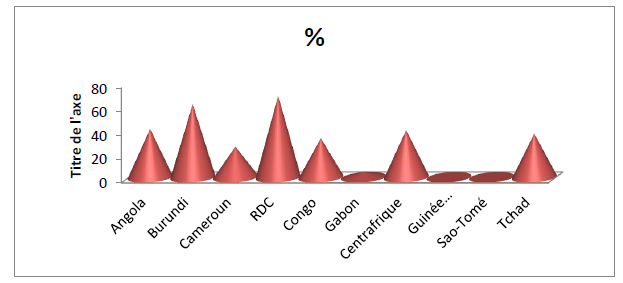 %
Titre de l'axe
80
60
40
20
0
Angola
Burundi
Cameroun
RDC
Congo
Gabon
Centrafrique
Guinée...
Sao-Tomé
Tchad